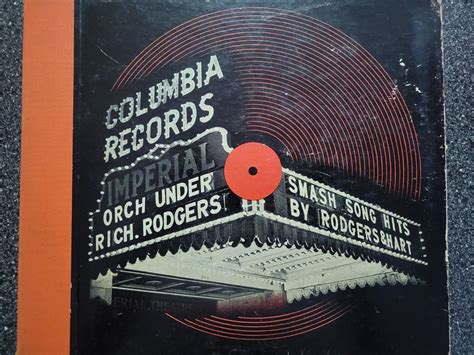 COLUMBIA
RECORDS
IMPERIAL
ORCH UNDER
RICH. RODGERS
SMASH SONG HITS
BY RODGERS&HART